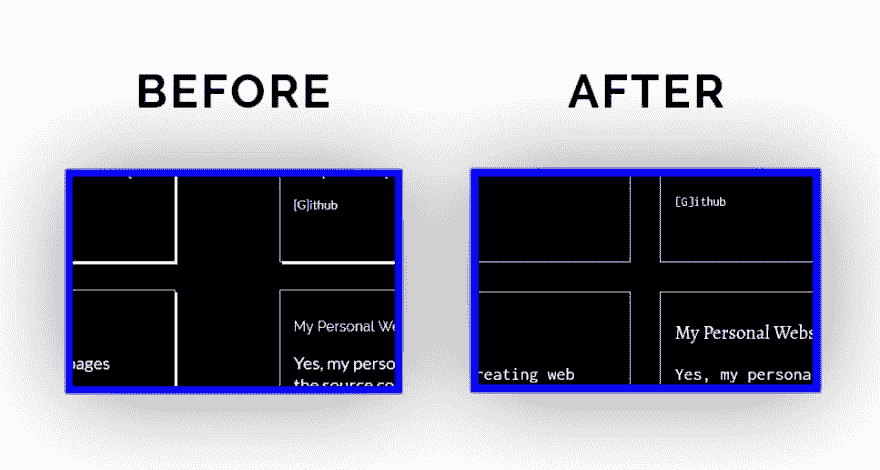 BEFORE
AFTER
[G]ithub
My Personal We
pages
Yes, my perso
the source co
[G]ithub
My Personal Webs
reating web
Yes, my persona